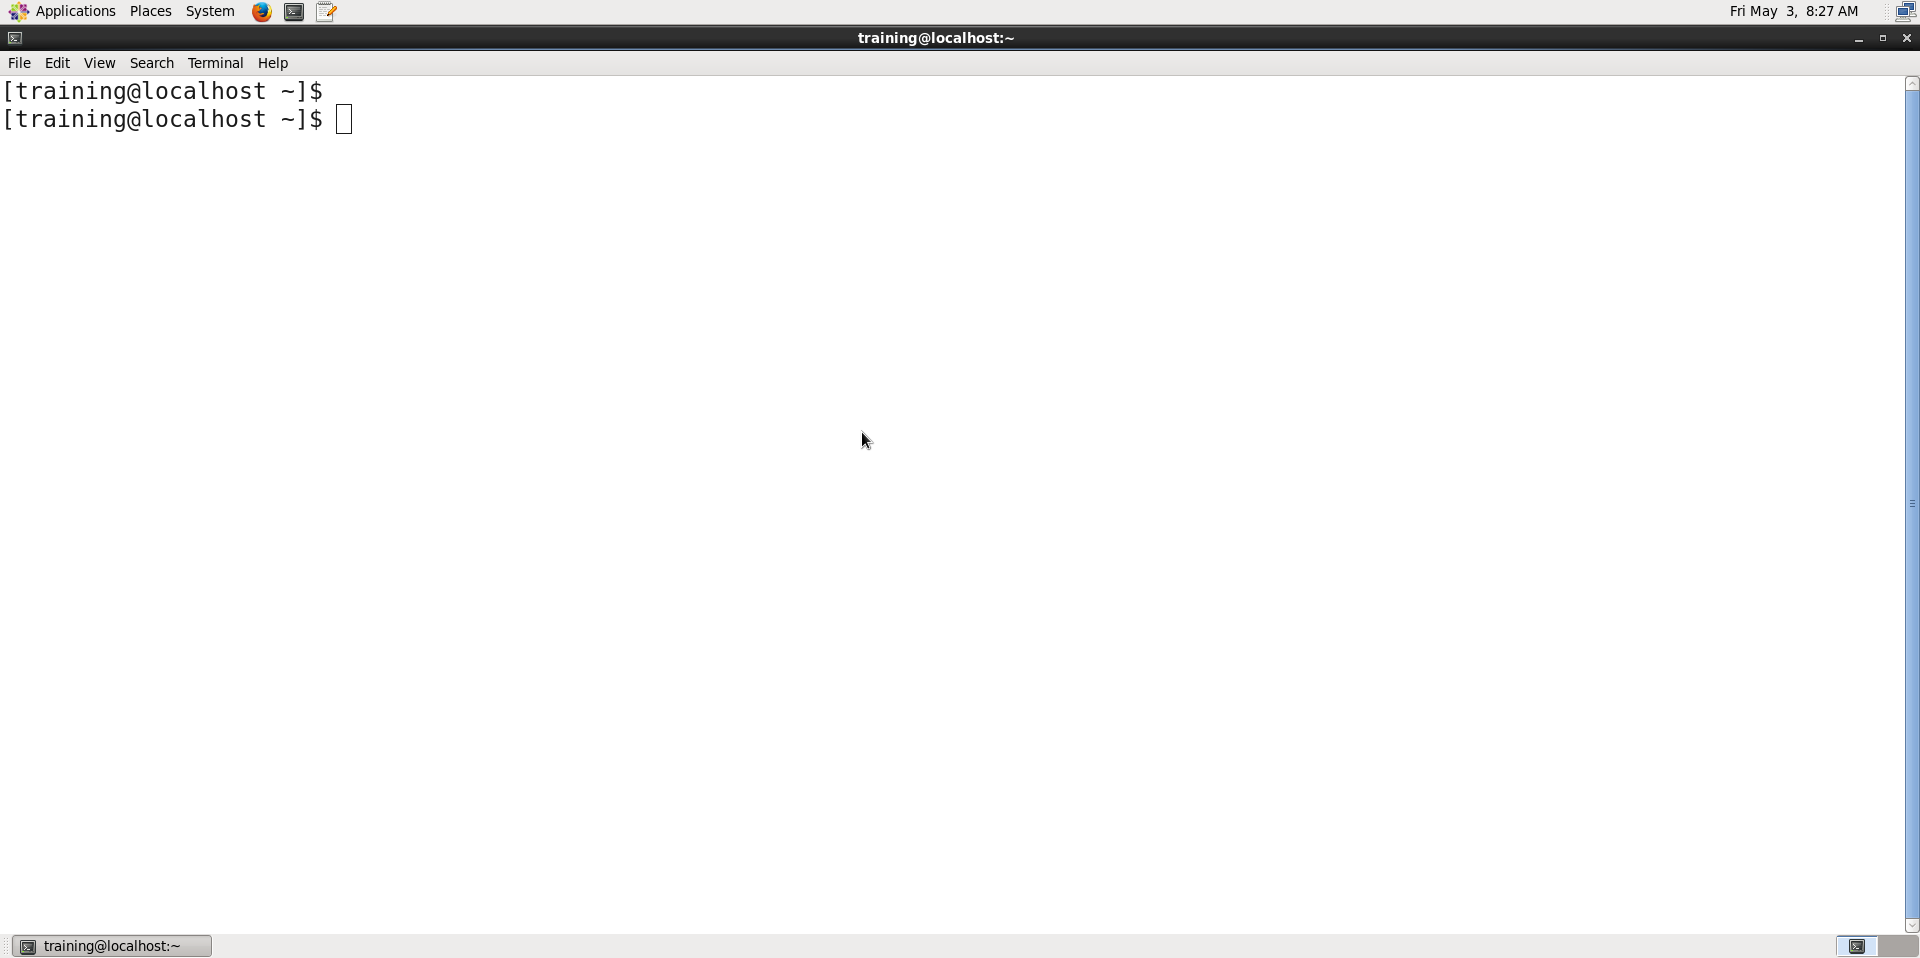 Applications Places System Fri May 3, 8:27 AM
training@localhost:~
File Edit View Search Terminal Help
[training@localhost ~]$
[training@localhost ~]$
training@localhost:~